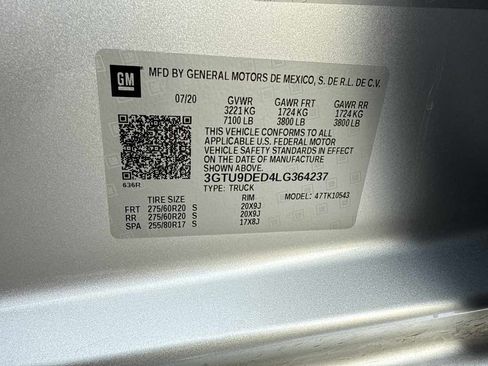 GM
MFD BY GENERAL MOTORS DE MEXICO, S. DE R.L. DE C.V.
07/20 GVWR GAWR FRT GAWR RR
3221 KG 1724 KG 1724 KG
7100 LB 3800 LB 3800 LB
THIS VEHICLE CONFORMS TO ALL
APPLICABLE U.S. FEDERAL MOTOR
VEHICLE SAFETY STANDARDS IN EFFECT
ON THE DATE OF MANUFACTURE
SHOWN ABOVE.
3GTU9DED4LG364237
636R TYPE: TRUCK MODEL: 47TK10543
TIRE SIZE RIM
FRT 275/60R20 S 20X9J
RR 275/60R20 S 20X9J
SPA 255/80R17 S 17X8J